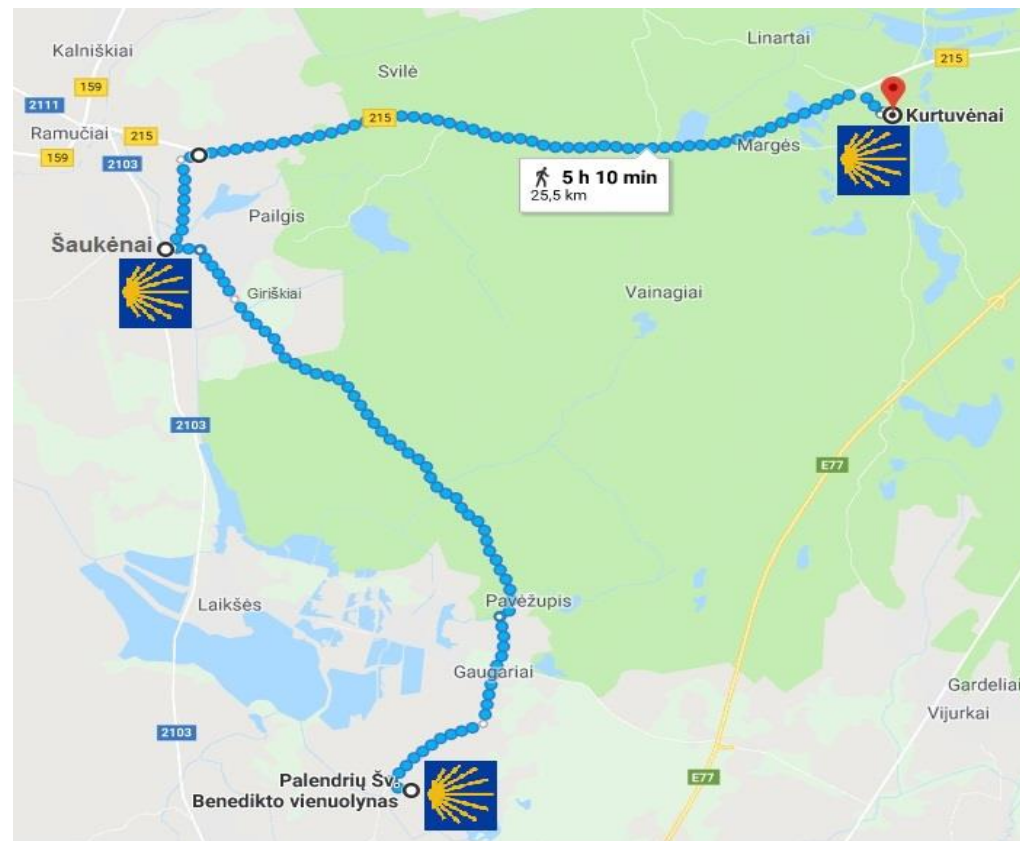 Linartai
Kalniškiai
215
Svilė
159
2111
Kurtuvėnai
215
Ramučiai
215
Margės
159
2103
5 h 10 min
25,5 km
Pailgis
Šaukėnai
Giriškiai
Vainagiai
2103
E77
Laikšės
Pavėžupis
Gaugariai
Gardeliai
Vijurkai
2103
E77
Palendrių Šv.
Benedikto vienuolynas